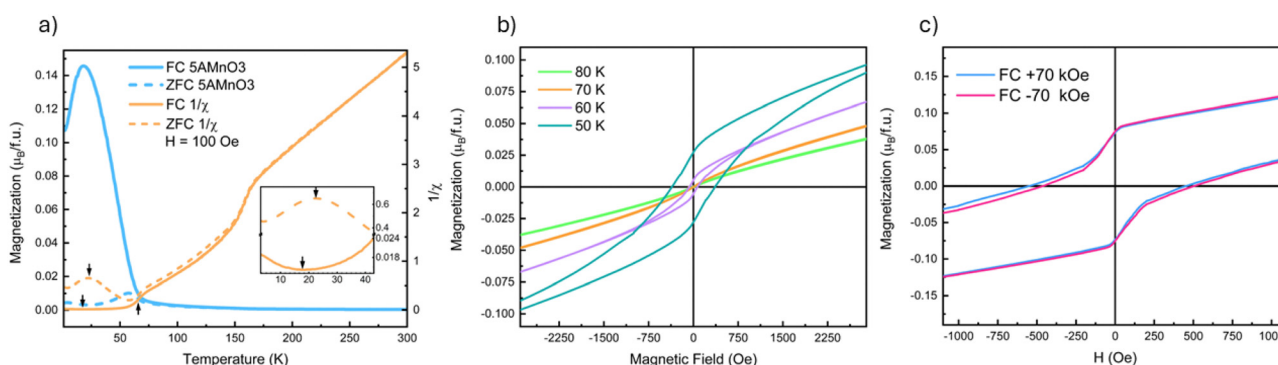 a)
FC 5AMnO3
ZFC 5AMnO3
FC 1/χ
ZFC 1/χ
H = 100 Oe
Magnetization (μB/f.u.)
0.14
0.12
0.10
0.08
0.06
0.04
0.02
0.00
50
100
150
200
250
300
Temperature (K)
5
4
3
2
1
0
1/χ
0.6
0.4
0.024
0.018
10
20
30
40
b)
80 K
70 K
60 K
50 K
Magnetization (μB/f.u.)
0.100
0.075
0.050
0.025
0.000
-0.025
-0.050
-0.075
-0.100
-2250
-1500
-750
0
750
1500
2250
Magnetic Field (Oe)
c)
FC +70 kOe
FC -70 kOe
Magnetization (μB/f.u.)
0.15
0.10
0.05
0.00
-0.05
-0.10
-0.15
-1000
-750
-500
-250
0
250
500
750
1000
H (Oe)